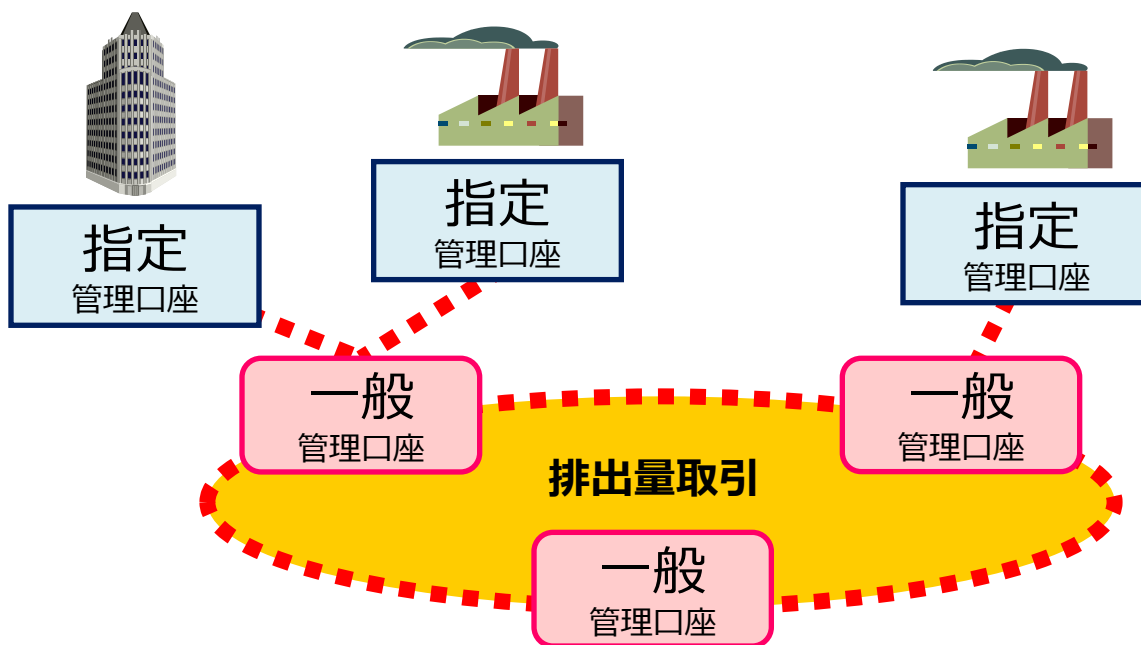 指定
管理口座
指定
管理口座
指定
管理口座
一般
管理口座
一般
管理口座
排出量取引
一般
管理口座